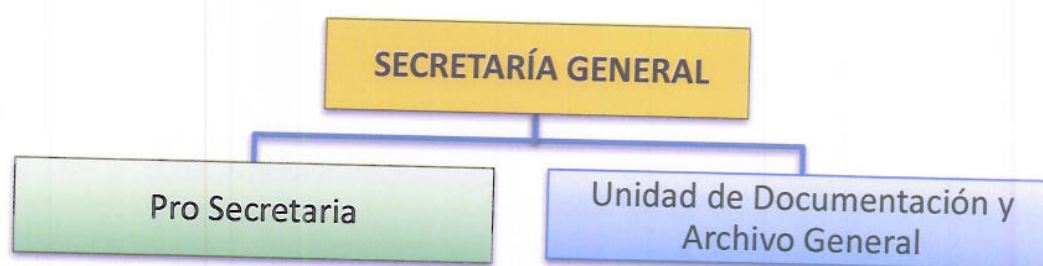 SECRETARÍA GENERAL
Pro Secretaria
Unidad de Documentación y
Archivo General